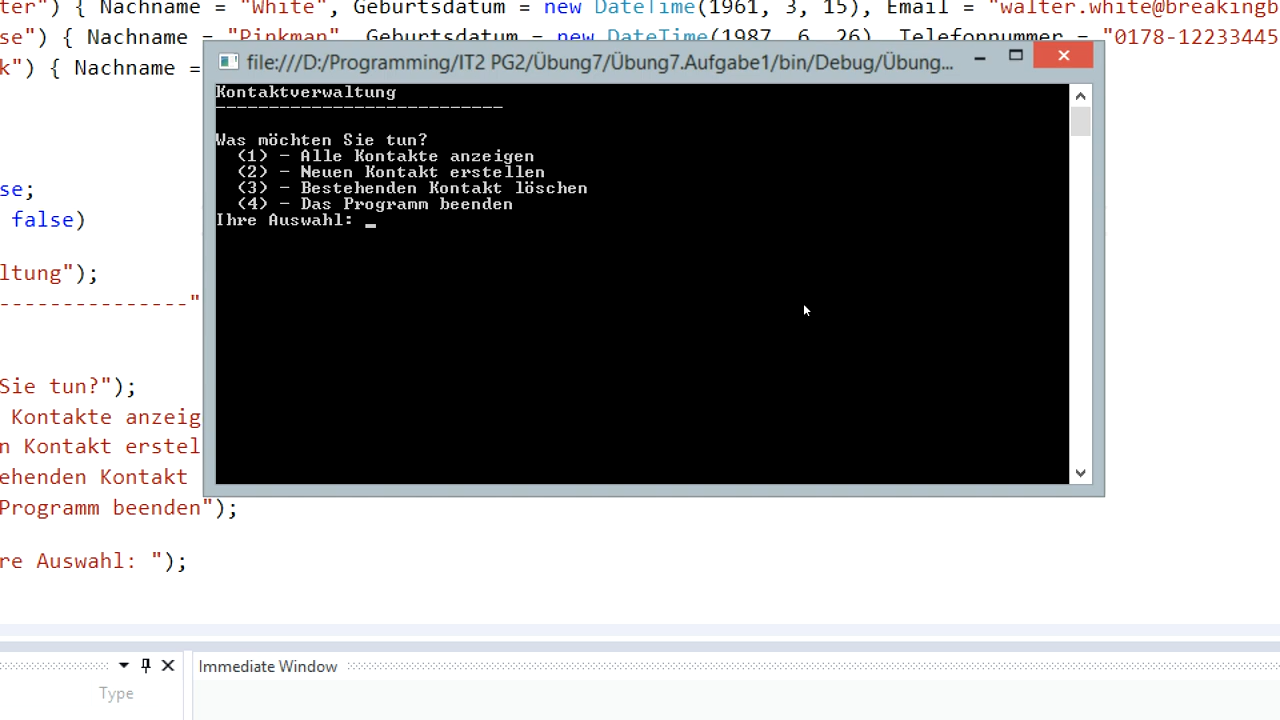 ter") { Nachname = "White", Geburtsdatum = new DateTime(1961, 3, 15), Email = "walter.white@breakingb
se") { Nachname = "Pinkman", Geburtsdatum = new DateTime(1987, 6, 26), Telefonnummer = "0178-12233445
k") { Nachname =
file:///D:/Programming/IT2 PG2/Übung7/Übung7.Aufgabe1/bin/Debug/Übung...
Kontaktverwaltung
---------------------------
Was möchten Sie tun?
(1) - Alle Kontakte anzeigen
(2) - Neuen Kontakt erstellen
(3) - Bestehenden Kontakt löschen
(4) - Das Programm beenden
Ihre Auswahl: _
se;
false)
ltung");
---------------"
Sie tun?");
Kontakte anzeig
n Kontakt erstel
ehenden Kontakt
Programm beenden");
re Auswahl: ");
Immediate Window
Type